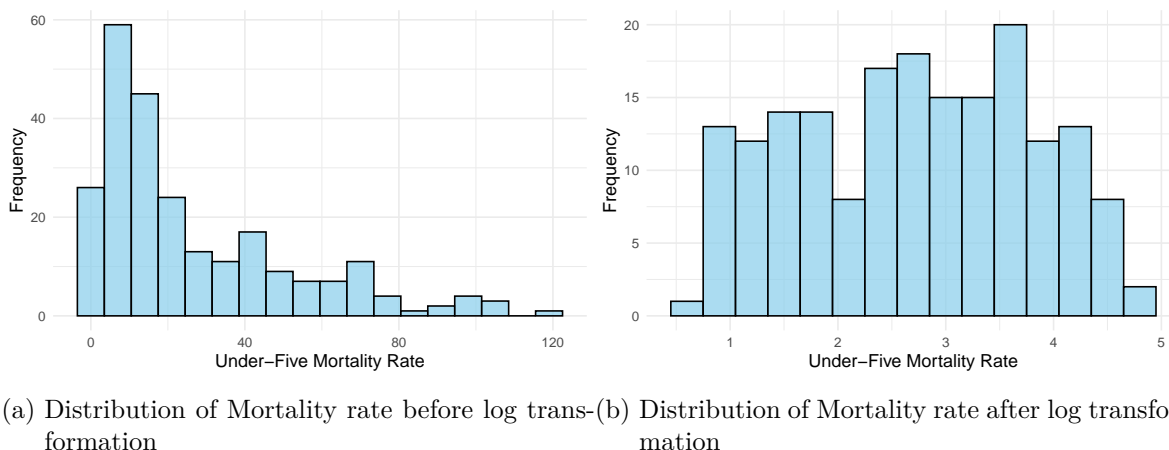 60
40
20
0
Frequency
0
40
80
120
Under−Five Mortality Rate
20
15
10
5
0
Frequency
1
2
3
4
5
Under−Five Mortality Rate
(a) Distribution of Mortality rate before log trans-
formation
(b) Distribution of Mortality rate after log transfo
mation